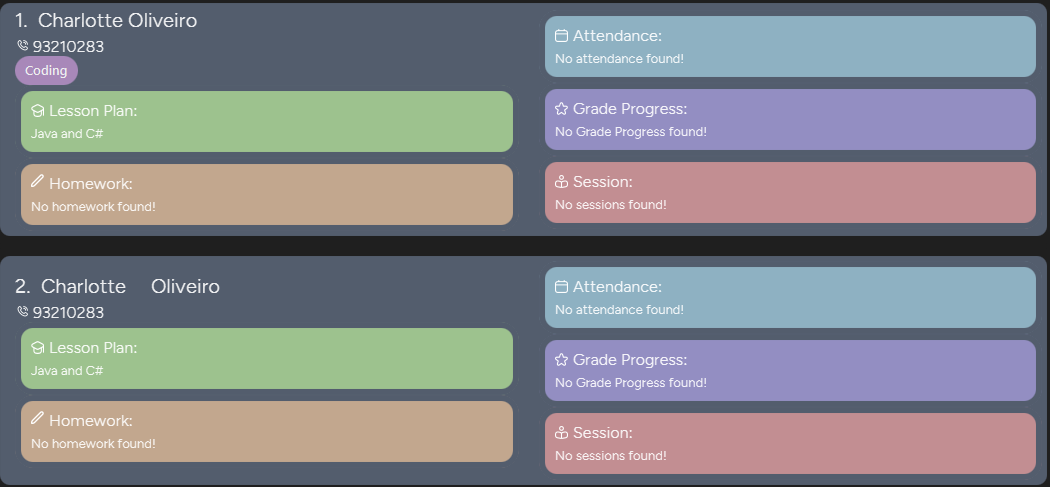 1. Charlotte Oliveiro
93210283
Coding
Lesson Plan:
Java and C#
Homework:
No homework found!
Attendance:
No attendance found!
Grade Progress:
No Grade Progress found!
Session:
No sessions found!
2. Charlotte Oliveiro
93210283
Lesson Plan:
Java and C#
Homework:
No homework found!
Attendance:
No attendance found!
Grade Progress:
No Grade Progress found!
Session:
No sessions found!